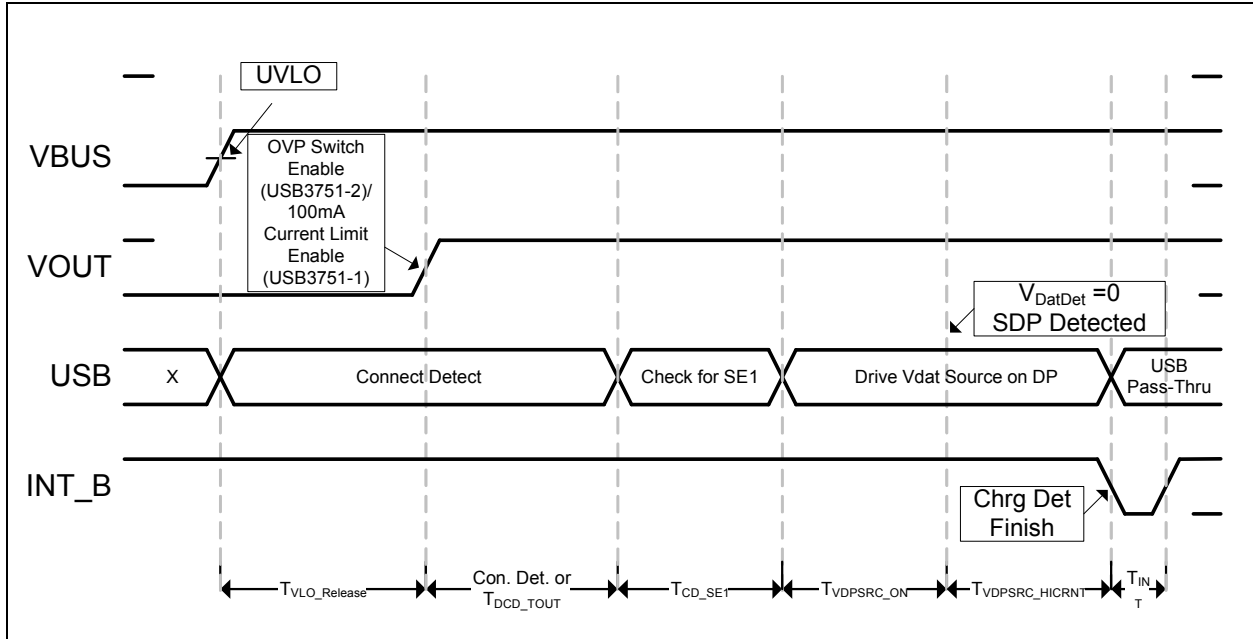 UVLO
VBUS
OVP Switch
Enable
(USB3751-2)/
100mA
Current Limit
Enable
(USB3751-1)
VOUT
VDatDet =0
SDP Detected
USB
X
Connect Detect
Check for SE1
Drive Vdat Source on DP
USB
Pass-Thru
INT_B
Chrg Det
Finish
TVLO_Release
Con. Det. or
TDCD_TOUT
TCD_SE1
TVDPSRC_ON
TVDPSRC_HICRNT
TIN
T